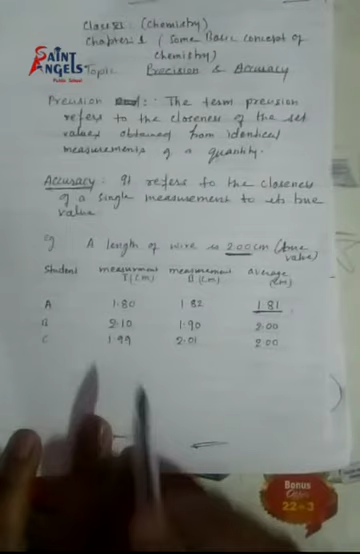 Class XI : (Chemistry)
Chapter: 1 ( Some Basic concept of
Chemistry)
SAINT
ANGELS
Public School
Topic Precision & Accuracy
Precision : The term precision
refers to the closeness of the set
values obtained from identical
measurements of a quantity.
Accuracy : It refers to the closeness
of a single measurement to its true
value
eg A length of wire is 2.00 cm (true
value)
Student measurement measurement average
I (cm) II (cm) (cm)
A 1.80 1.82 1.81
B 2.10 1.90 2.00
C 1.99 2.01 2.00
Bonus
22=3